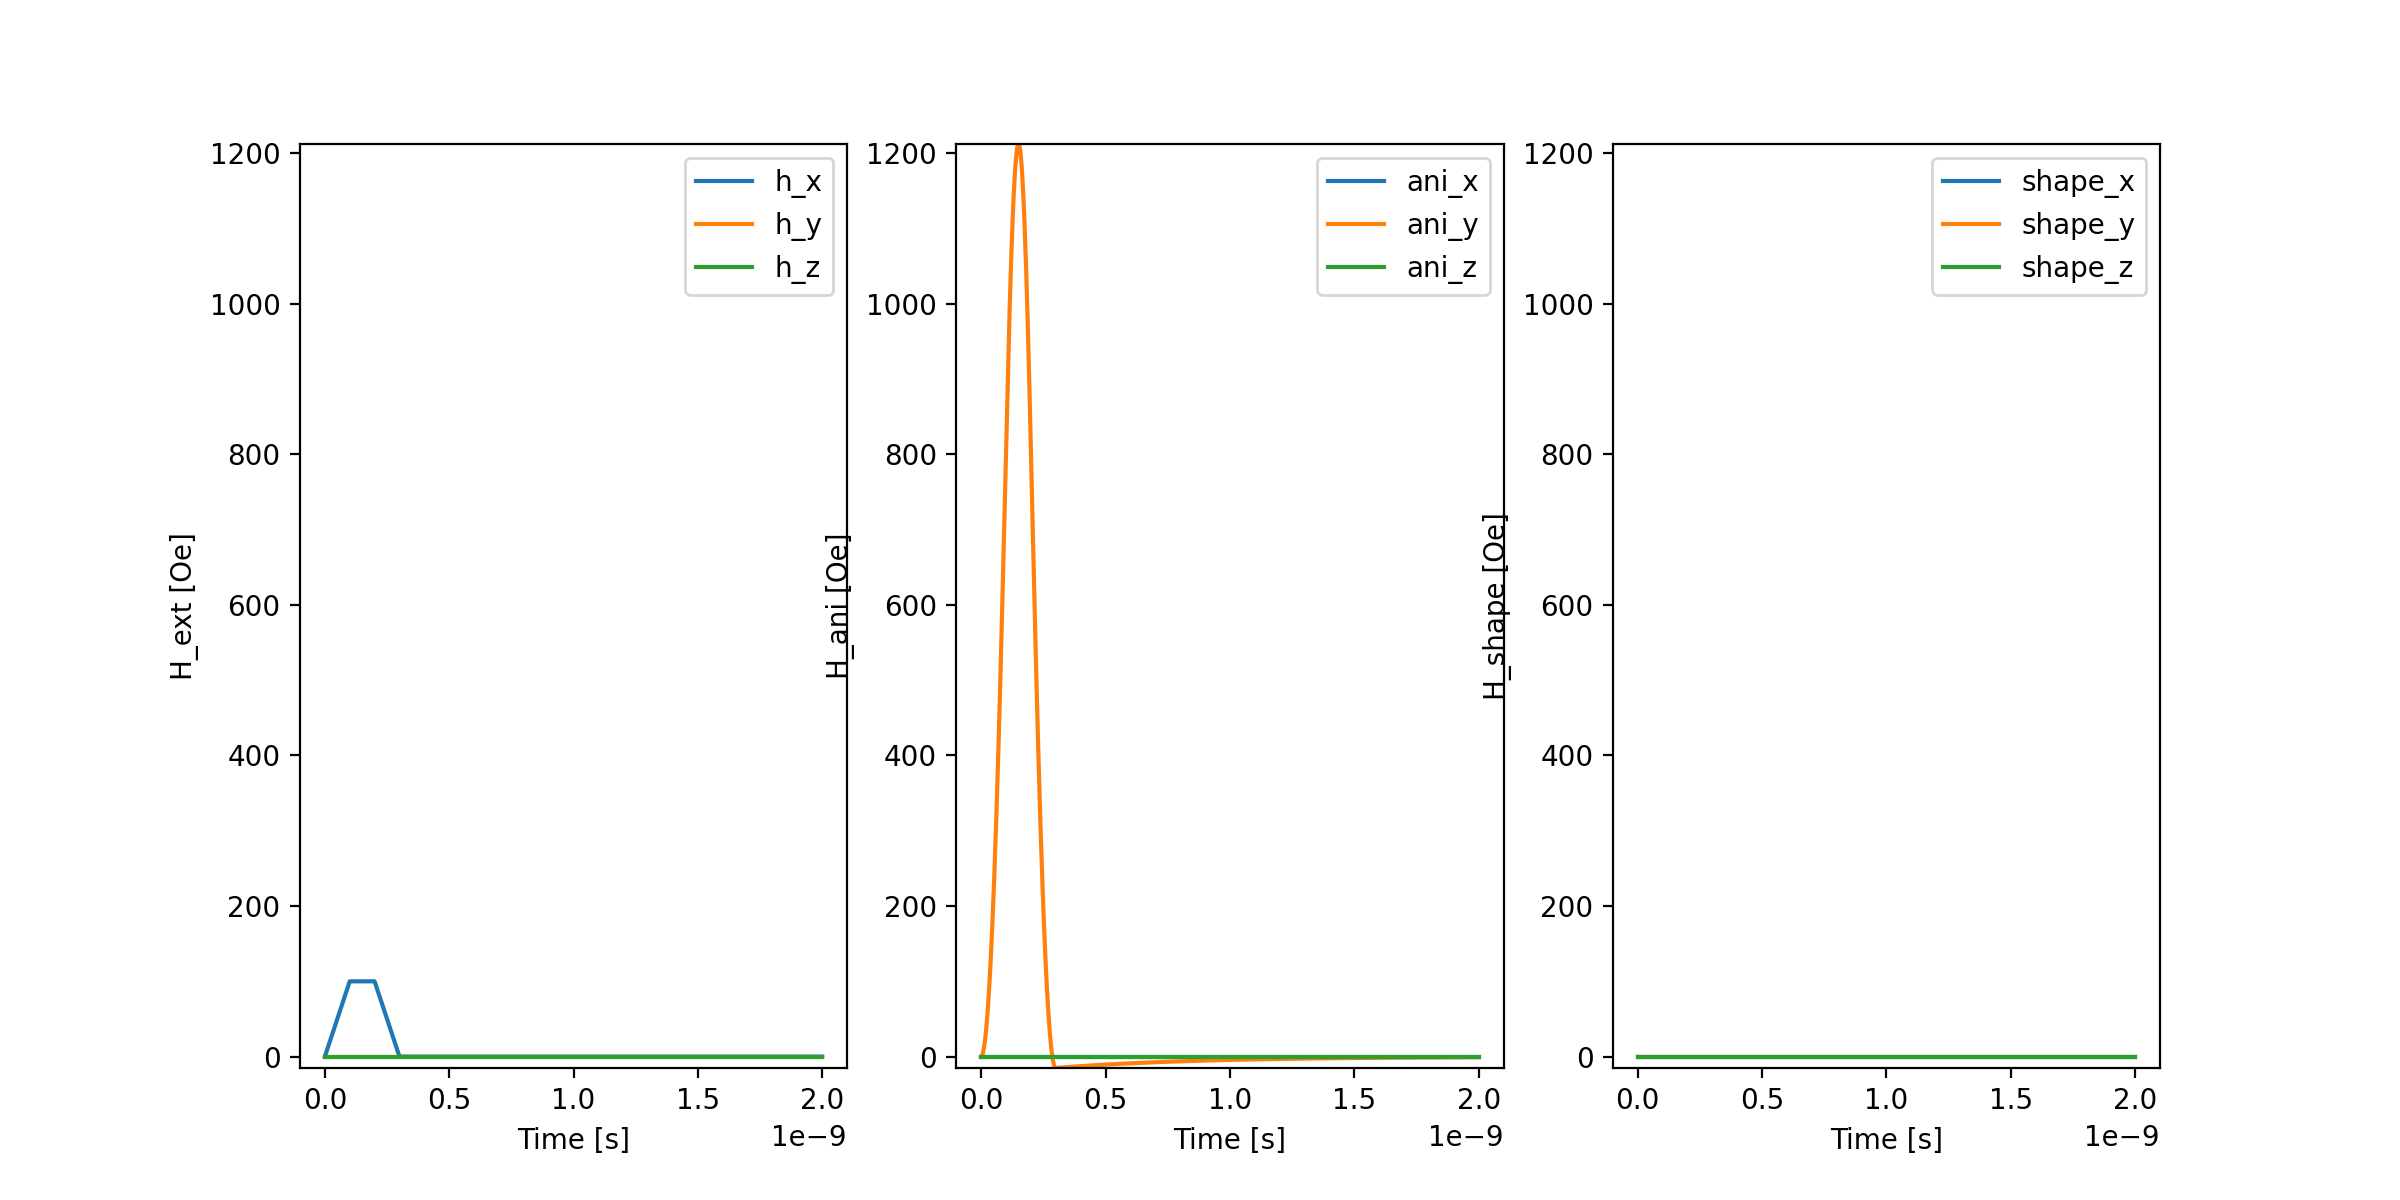 H_ext [Oe]
1200
1000
800
600
400
200
0
h_x
h_y
h_z
0.0 0.5 1.0 1.5 2.0
Time [s]
1e−9
H_ani [Oe]
1200
1000
800
600
400
200
0
ani_x
ani_y
ani_z
0.0 0.5 1.0 1.5 2.0
Time [s]
1e−9
H_shape [Oe]
1200
1000
800
600
400
200
0
shape_x
shape_y
shape_z
0.0 0.5 1.0 1.5 2.0
Time [s]
1e−9